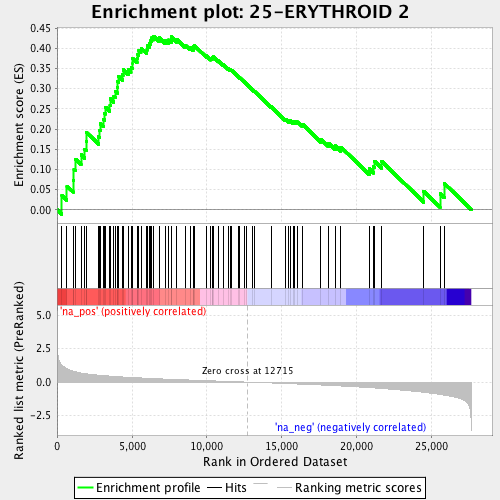 Enrichment plot: 25-ERYTHROID 2
Enrichment score (ES)
0.45
0.40
0.35
0.30
0.25
0.20
0.15
0.10
0.05
0.00
Ranked list metric (PreRanked)
'na_pos' (positively correlated)
5.0
2.5
0.0
-2.5
Zero cross at 12715
'na_neg' (negatively correlated)
0
5,000
10,000
15,000
20,000
25,000
Rank in Ordered Dataset
Enrichment profile
Hits
Ranking metric scores